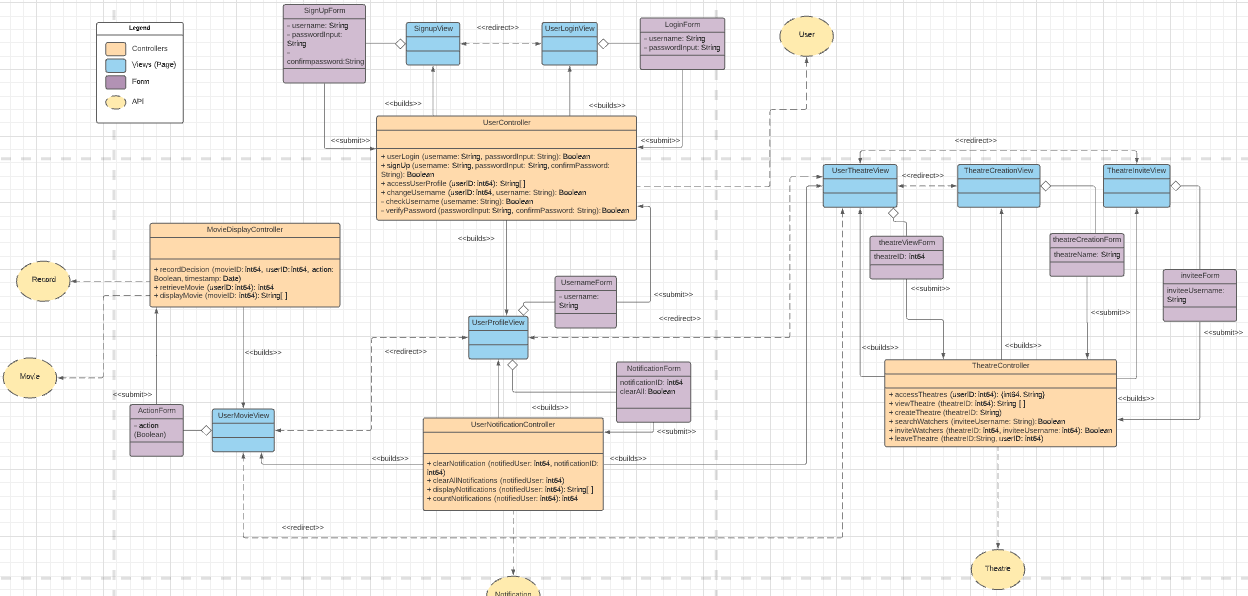 Legend
Controllers
Views (Page)
Form
API
SignUpForm
- username: String
- passwordInput:
String
-
confirmpassword:String
SignupView
<<redirect>>
UserLoginView
LoginForm
- username: String
- passwordInput: String
User
<<builds>>
<<builds>>
<<submit>>
<<submit>>
UserController
+ userLogin (username: String, passwordInput: String): Boolean
+ signUp (username: String, passwordInput: String, confirmPassword:
String): Boolean
+ accessUserProfile (userID: int64): String[ ]
+ changeUsername (userID: int64, username: String): Boolean
- checkUsername (username: String): Boolean
- verifyPassword (passwordInput: String, confirmPassword: String): Boolean
<<redirect>>
UserTheatreView
<<redirect>>
TheatreCreationView
TheatreInviteView
MovieDisplayController
+ recordDecision (movieID: int64, userID: int64, action:
Boolean, timestamp: Date)
+ retrieveMovie (userID: int64): int64
+ displayMovie (movieID: int64): String[ ]
Record
Movie
<<builds>>
theatreViewForm
theatreID: int64
theatreCreationForm
theatreName: String
inviteeForm
inviteeUsername:
String
<<submit>>
<<submit>>
<<submit>>
UsernameForm
- username:
String
<<submit>>
<<redirect>>
UserProfileView
<<redirect>>
<<builds>>
<<builds>>
<<builds>>
NotificationForm
notificationID: int64
clearAll: Boolean
TheatreController
+ accessTheatres (userID: int64): {int64, String}
+ viewTheatre (theatreID: int64): String [ ]
+ createTheatre (theatreID: String)
+ searchWatchers (inviteeUsername: String): Boolean
+ inviteWatchers (theatreID: int64, inviteeUsername: int64): Boolean
+ leaveTheatre (theatreID:String, userID: int64)
<<builds>>
<<submit>>
ActionForm
- action
(Boolean)
UserMovieView
<<builds>>
<<submit>>
UserNotificationController
+ clearNotification (notifiedUser: int64, notificationID:
int64)
+ clearAllNotifications (notifiedUser: int64)
+ displayNotifications (notifiedUser: int64): String[ ]
+ countNotifications (notifiedUser: int64): int64
<<builds>>
<<builds>>
<<redirect>>
Theatre
Notification